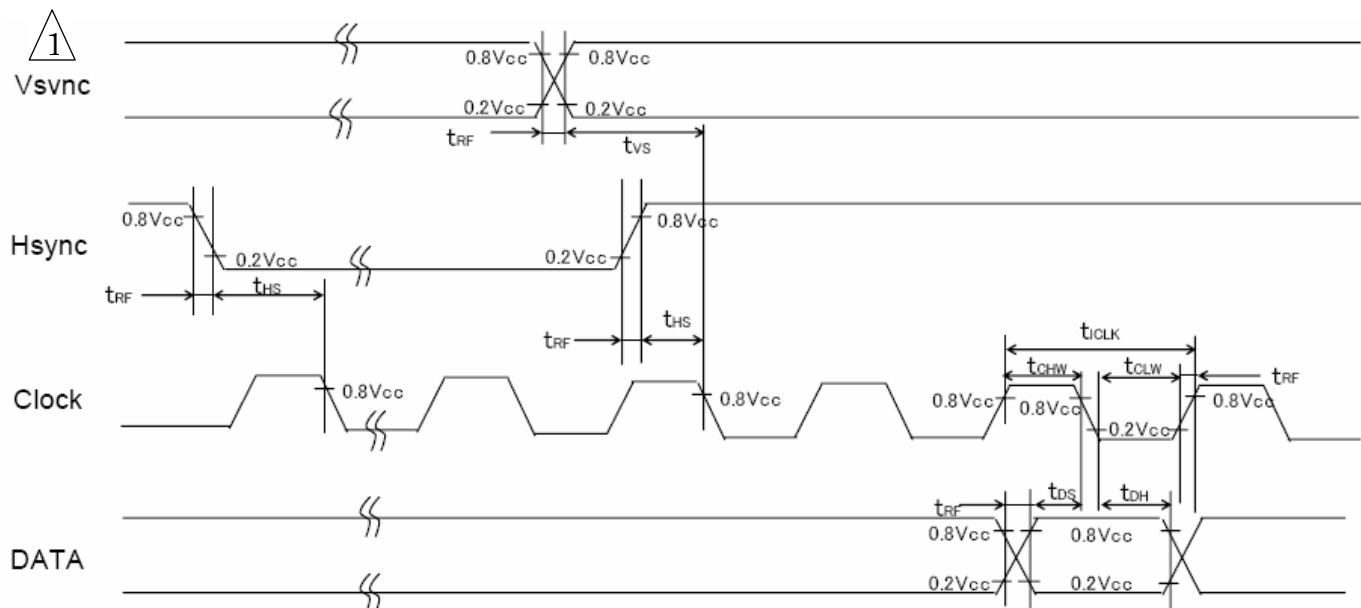 1
Vsvnc
0.8Vcc 0.8Vcc
0.2Vcc 0.2Vcc
tRF tVS
Hsync
0.8Vcc 0.8Vcc
0.2Vcc 0.2Vcc
tRF tHS
tRF tHS
tICLK
tCHW tCLW tRF
Clock
0.8Vcc 0.8Vcc 0.8Vcc 0.8Vcc 0.8Vcc
0.2Vcc
tRF tDS tDH
DATA
0.8Vcc 0.8Vcc
0.2Vcc 0.2Vcc